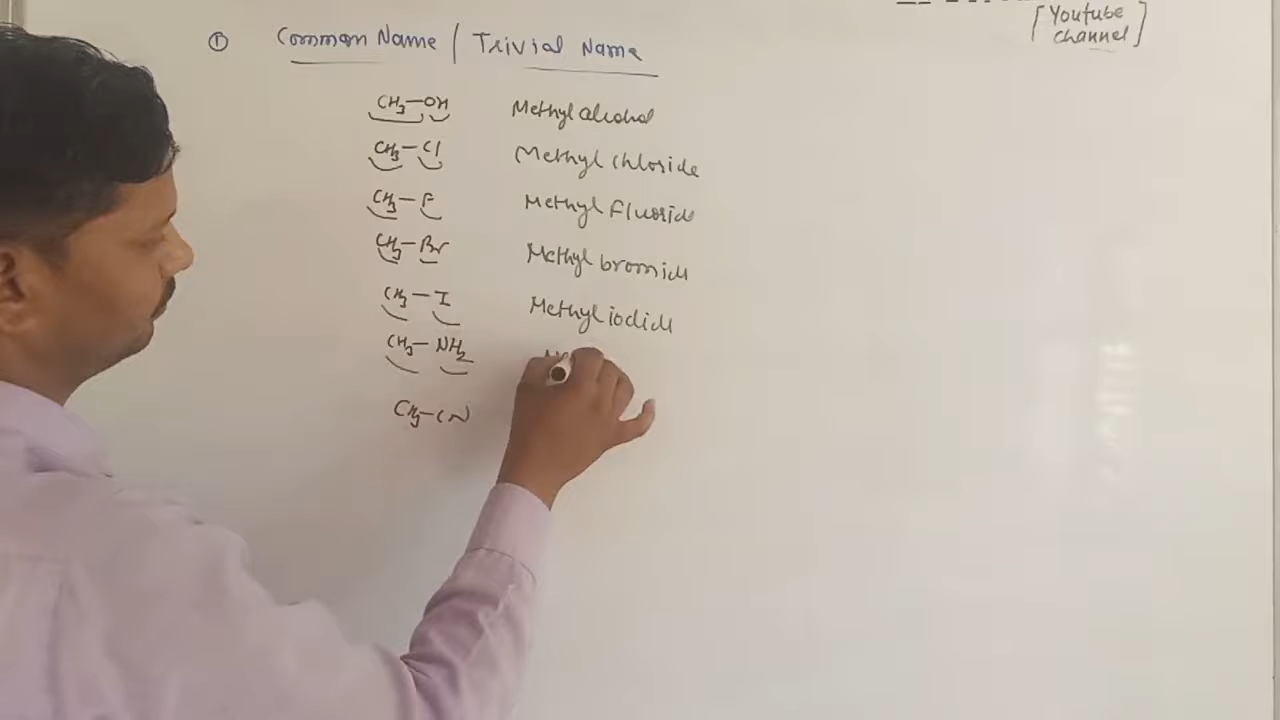 [Youtube
channel]
① Common Name / Trivial Name
CH3-OH Methyl alcohol
CH3-Cl Methyl chloride
CH3-F Methyl Fluorid
CH3-Br Methyl bromide
CH3-I Methyl iodide
CH3-NH2
CH3-CN